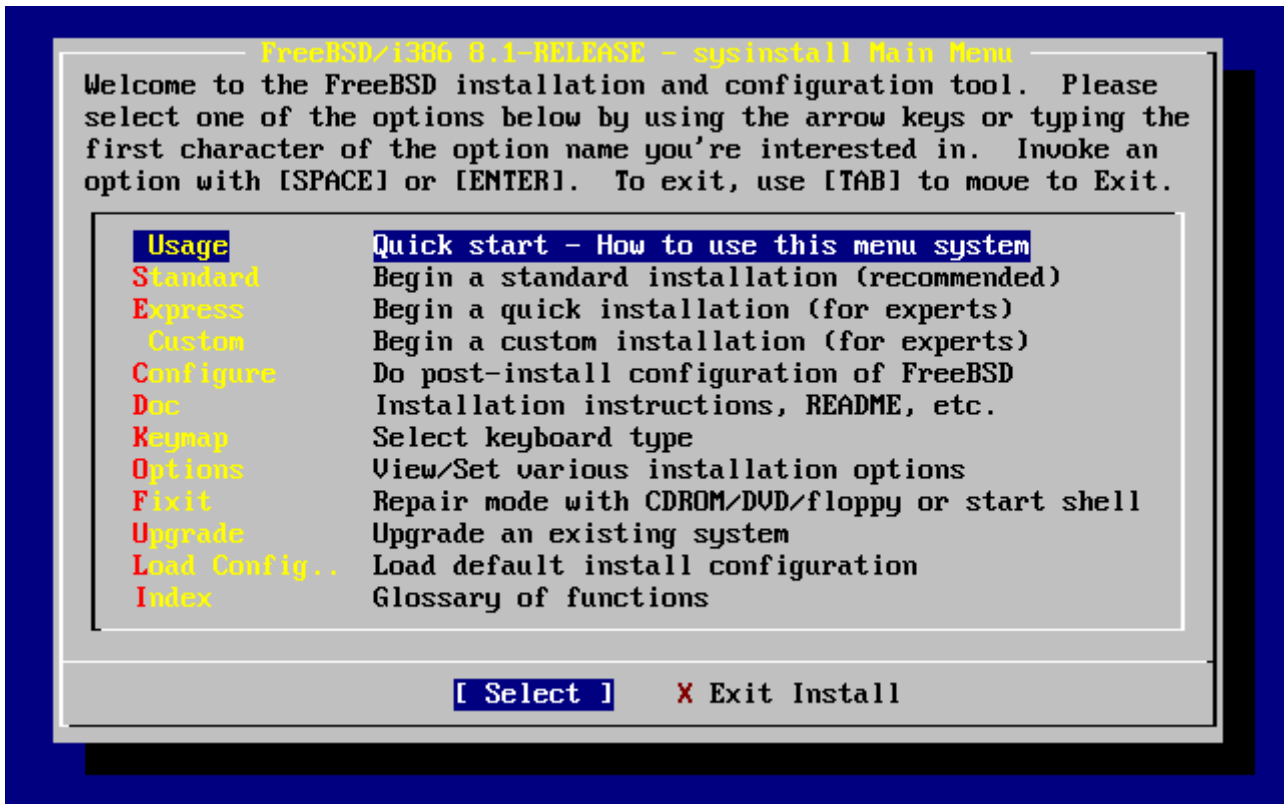 FreeBSD/i386 8.1-RELEASE - sysinstall Main Menu
Welcome to the FreeBSD installation and configuration tool.  Please
select one of the options below by using the arrow keys or typing the
first character of the option name you're interested in.  Invoke an
option with [SPACE] or [ENTER].  To exit, use [TAB] to move to Exit.
Usage Quick start - How to use this menu system
Standard Begin a standard installation (recommended)
Express Begin a quick installation (for experts)
Custom Begin a custom installation (for experts)
Configure Do post-install configuration of FreeBSD
Doc Installation instructions, README, etc.
Keymap Select keyboard type
Options View/Set various installation options
Fixit Repair mode with CDROM/DVD/floppy or start shell
Upgrade Upgrade an existing system
Load Config.. Load default install configuration
Index Glossary of functions
[ Select ] X Exit Install